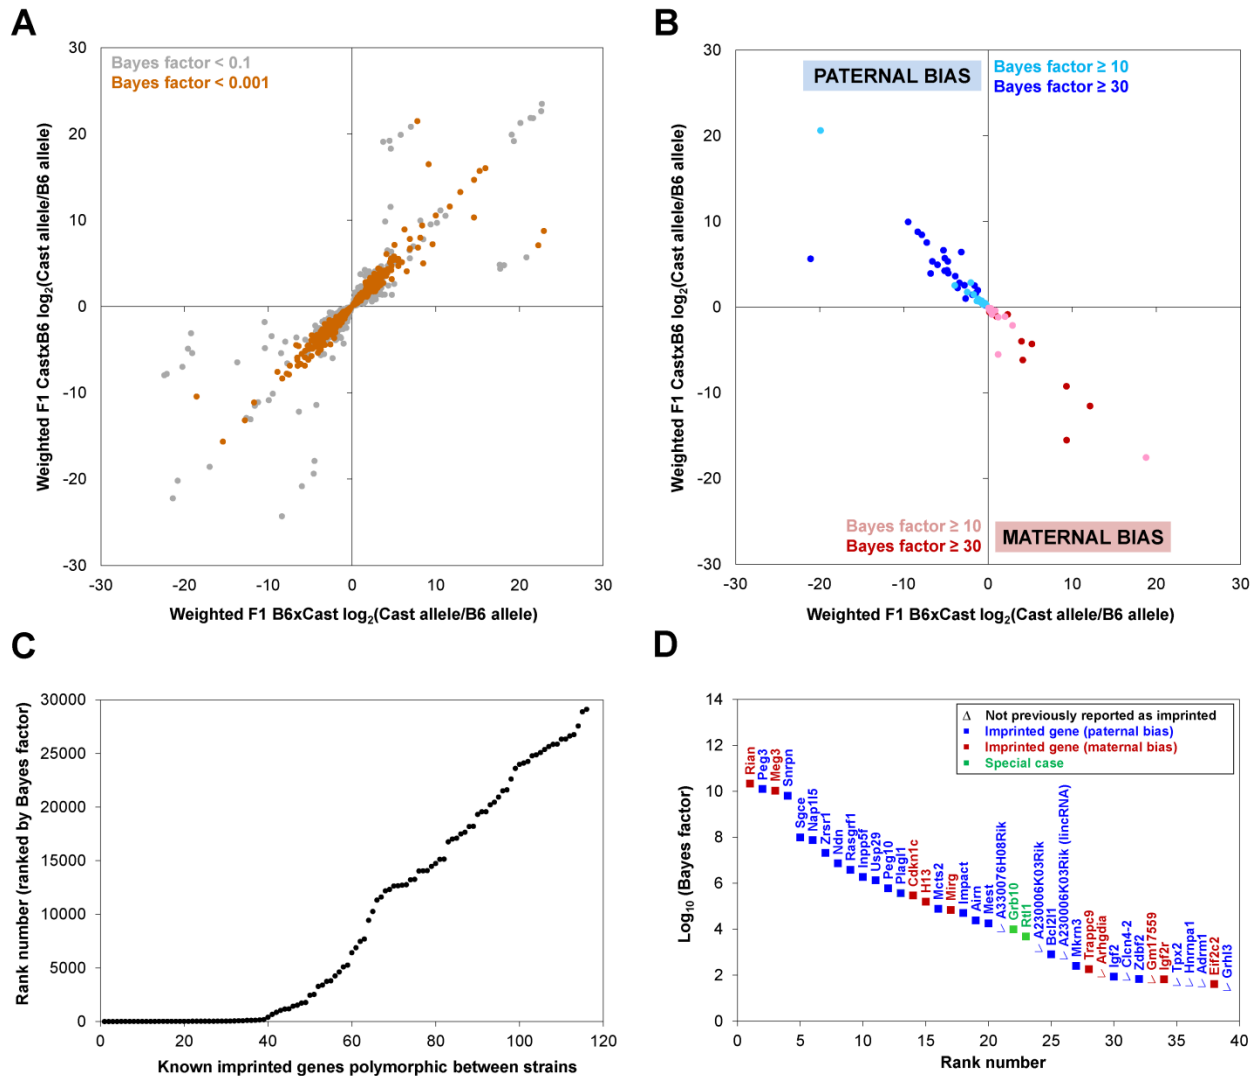 A
Bayes factor < 0.1
Bayes factor < 0.001
30
20
10
0
-10
-20
-30
-30
-20
-10
0
10
20
30
Weighted F1 CastxB6 log2(Cast allele/B6 allele)
Weighted F1 B6xCast log2(Cast allele/B6 allele)
B
PATERNAL BIAS
Bayes factor ≥ 10
Bayes factor ≥ 30
30
20
10
0
-10
-20
-30
Bayes factor ≥ 10
Bayes factor ≥ 30
MATERNAL BIAS
-30
-20
-10
0
10
20
30
Weighted F1 CastxB6 log2(Cast allele/B6 allele)
Weighted F1 B6xCast log2(Cast allele/B6 allele)
C
30000
25000
20000
15000
10000
5000
0
0
20
40
60
80
100
120
Rank number (ranked by Bayes factor)
Known imprinted genes polymorphic between strains
D
14
12
10
8
6
4
2
0
Δ Not previously reported as imprinted
Imprinted gene (paternal bias)
Imprinted gene (maternal bias)
Special case
Rian
Peg3
Meg3
Snrpn
Sgce
Nap1l5
Zrsr1
Ndn
Rasgrf1
Inpp5f
Usp29
Peg10
Plagl1
Cdkn1c
H13
Mcts2
Mirg
Impact
Airn
Mest
A330076H08Rik
Grb10
Rtl1
A230006K03Rik
Bcl2l1
A230006K03Rik (lincRNA)
Mkrn3
Trappc9
Arhgdia
Igf2
Clcn4-2
Zdbf2
Gm17559
Igf2r
Tpx2
Hnrnpa1
Adrm1
Eif2c2
Grhl3
0
5
10
15
20
25
30
35
40
Log10 (Bayes factor)
Rank number